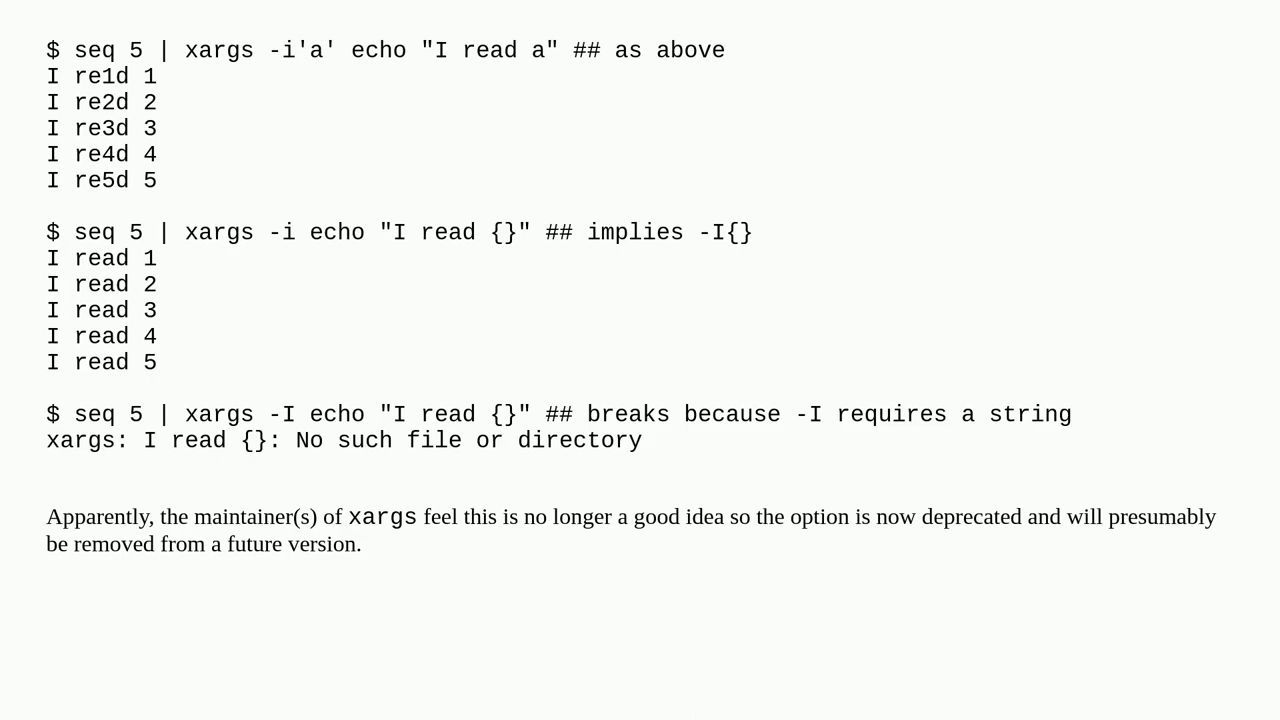 $ seq 5 | xargs -i'a' echo "I read a" ## as above
I re1d 1
I re2d 2
I re3d 3
I re4d 4
I re5d 5
$ seq 5 | xargs -i echo "I read {}" ## implies -I{}
I read 1
I read 2
I read 3
I read 4
I read 5
$ seq 5 | xargs -I echo "I read {}" ## breaks because -I requires a string
xargs: I read {}: No such file or directory
Apparently, the maintainer(s) of xargs feel this is no longer a good idea so the option is now deprecated and will presumably
be removed from a future version.